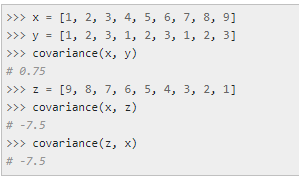 >>> x = [1, 2, 3, 4, 5, 6, 7, 8, 9]
>>> y = [1, 2, 3, 1, 2, 3, 1, 2, 3]
>>> covariance(x, y)
# 0.75
>>> z = [9, 8, 7, 6, 5, 4, 3, 2, 1]
>>> covariance(x, z)
# -7.5
>>> covariance(z, x)
# -7.5